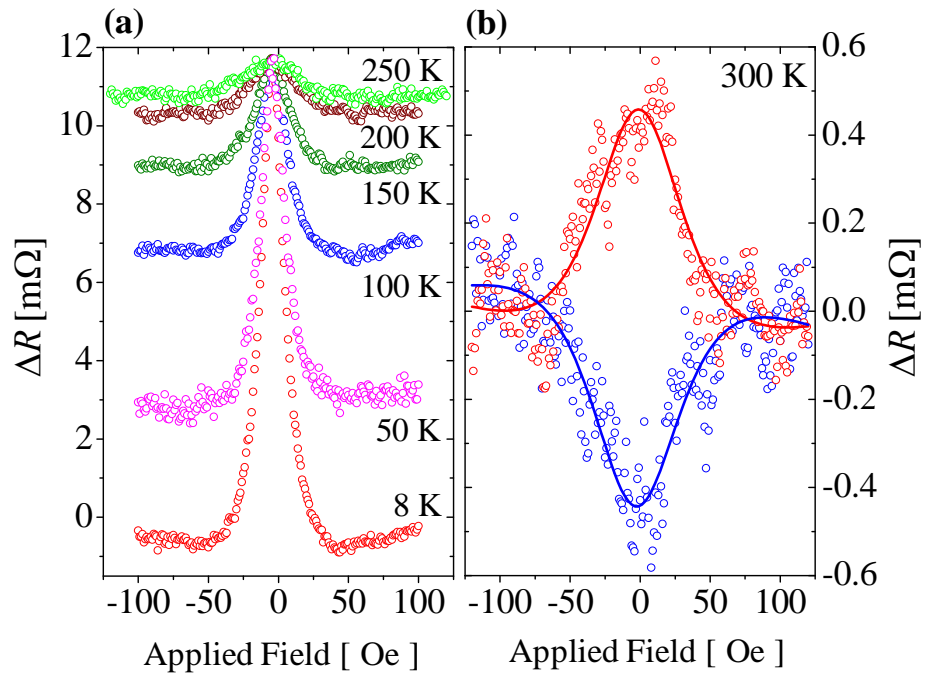 (a)
12
10
8
6
4
2
0
ΔR [mΩ]
250 K
200 K
150 K
100 K
50 K
8 K
-100 -50 0 50 100
Applied Field [ Oe ]
(b)
300 K
0.6
0.4
0.2
0.0
-0.2
-0.4
-0.6
ΔR [mΩ]
-100 -50 0 50 100
Applied Field [ Oe ]